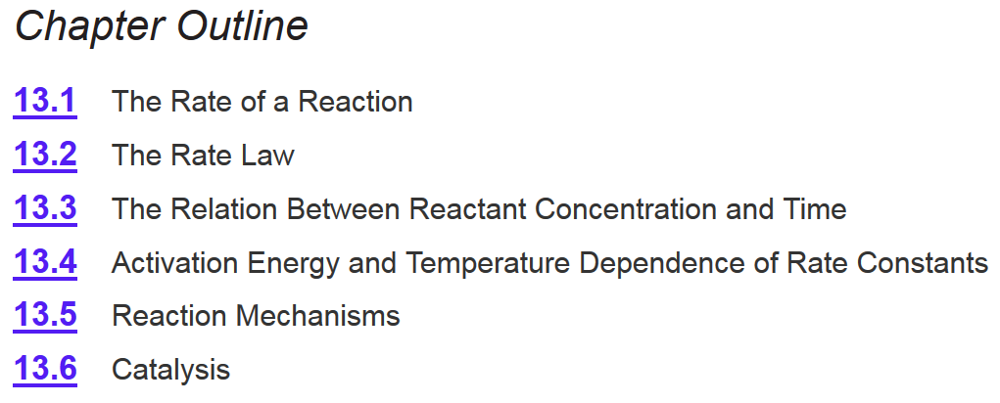 Chapter Outline
13.1 The Rate of a Reaction
13.2 The Rate Law
13.3 The Relation Between Reactant Concentration and Time
13.4 Activation Energy and Temperature Dependence of Rate Constants
13.5 Reaction Mechanisms
13.6 Catalysis